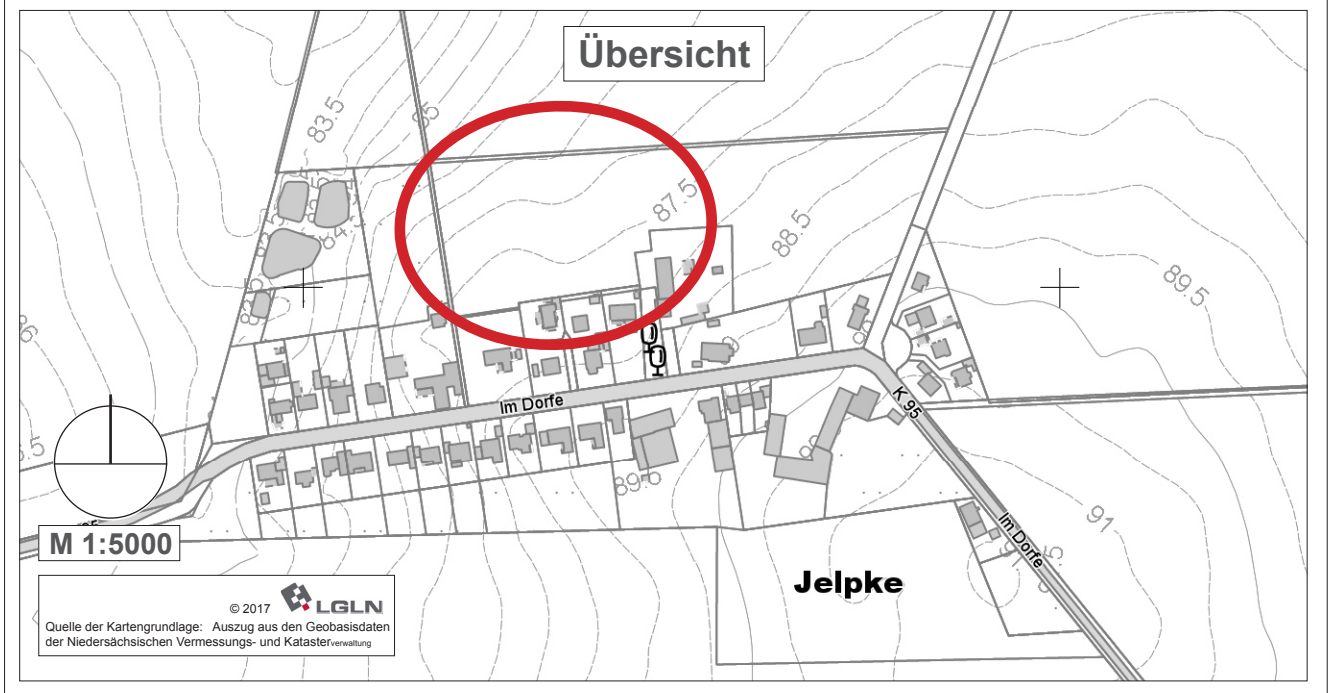 Übersicht
83.5
85
87.5
88.5
89.5
Im Dorfe
K 95
89.5
91
Im Dorfe
M 1:5000
Jelpke
© 2017 LGLN
Quelle der Kartengrundlage: Auszug aus den Geobasisdaten
der Niedersächsischen Vermessungs- und Katasterverwaltung